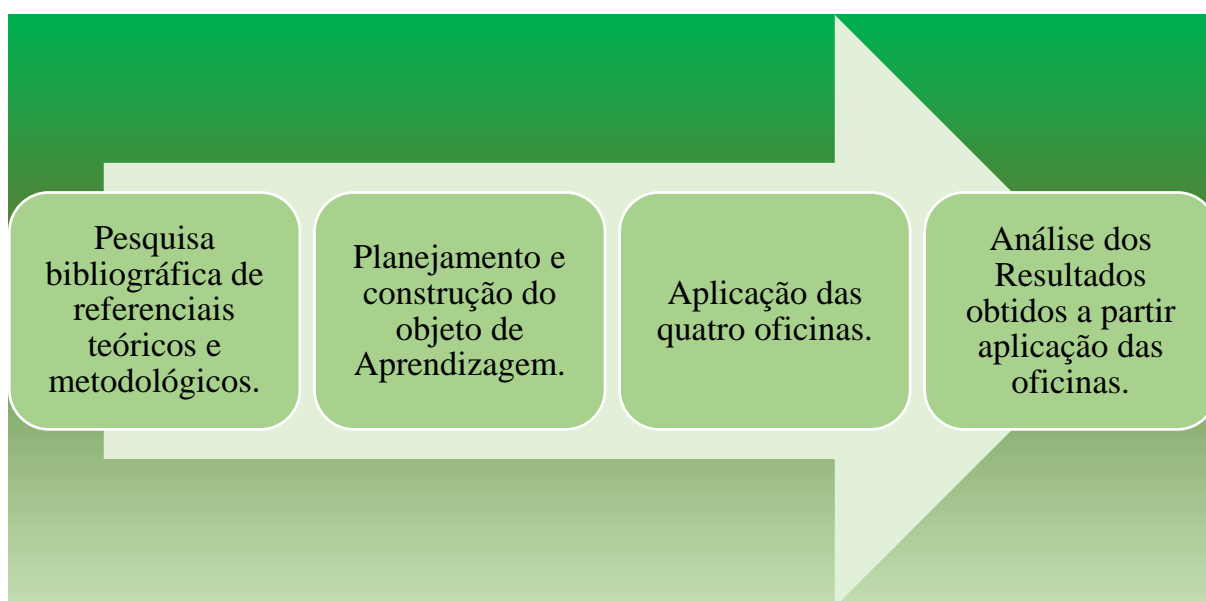 Pesquisa
bibliográfica de
referenciais
teóricos e
metodológicos.
Planejamento e
construção do
objeto de
Aprendizagem.
Aplicação das
quatro oficinas.
Análise dos
Resultados
obtidos a partir
aplicação das
oficinas.